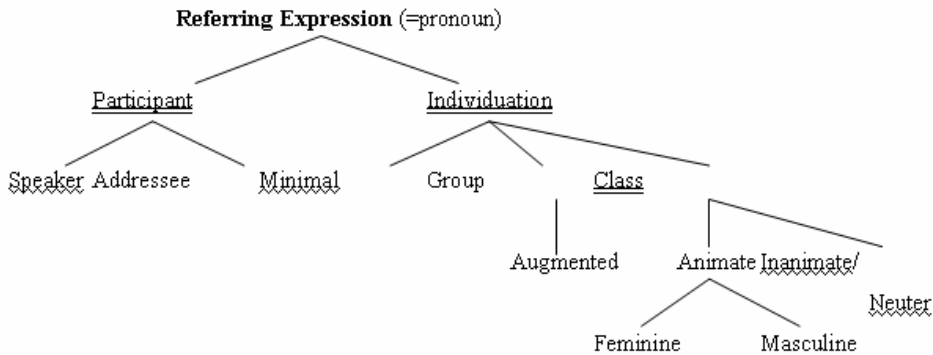 Referring Expression (=pronoun)
Participant Individuation
Speaker Addressee Minimal Group Class
Augmented Animate Inanimate/
Neuter
Feminine Masculine